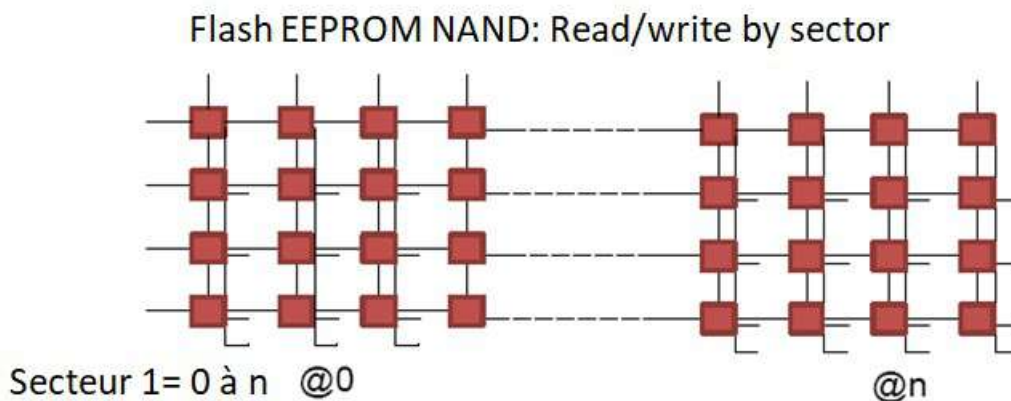 Flash EEPROM NAND: Read/write by sector
Secteur 1= 0 à n @0 @n